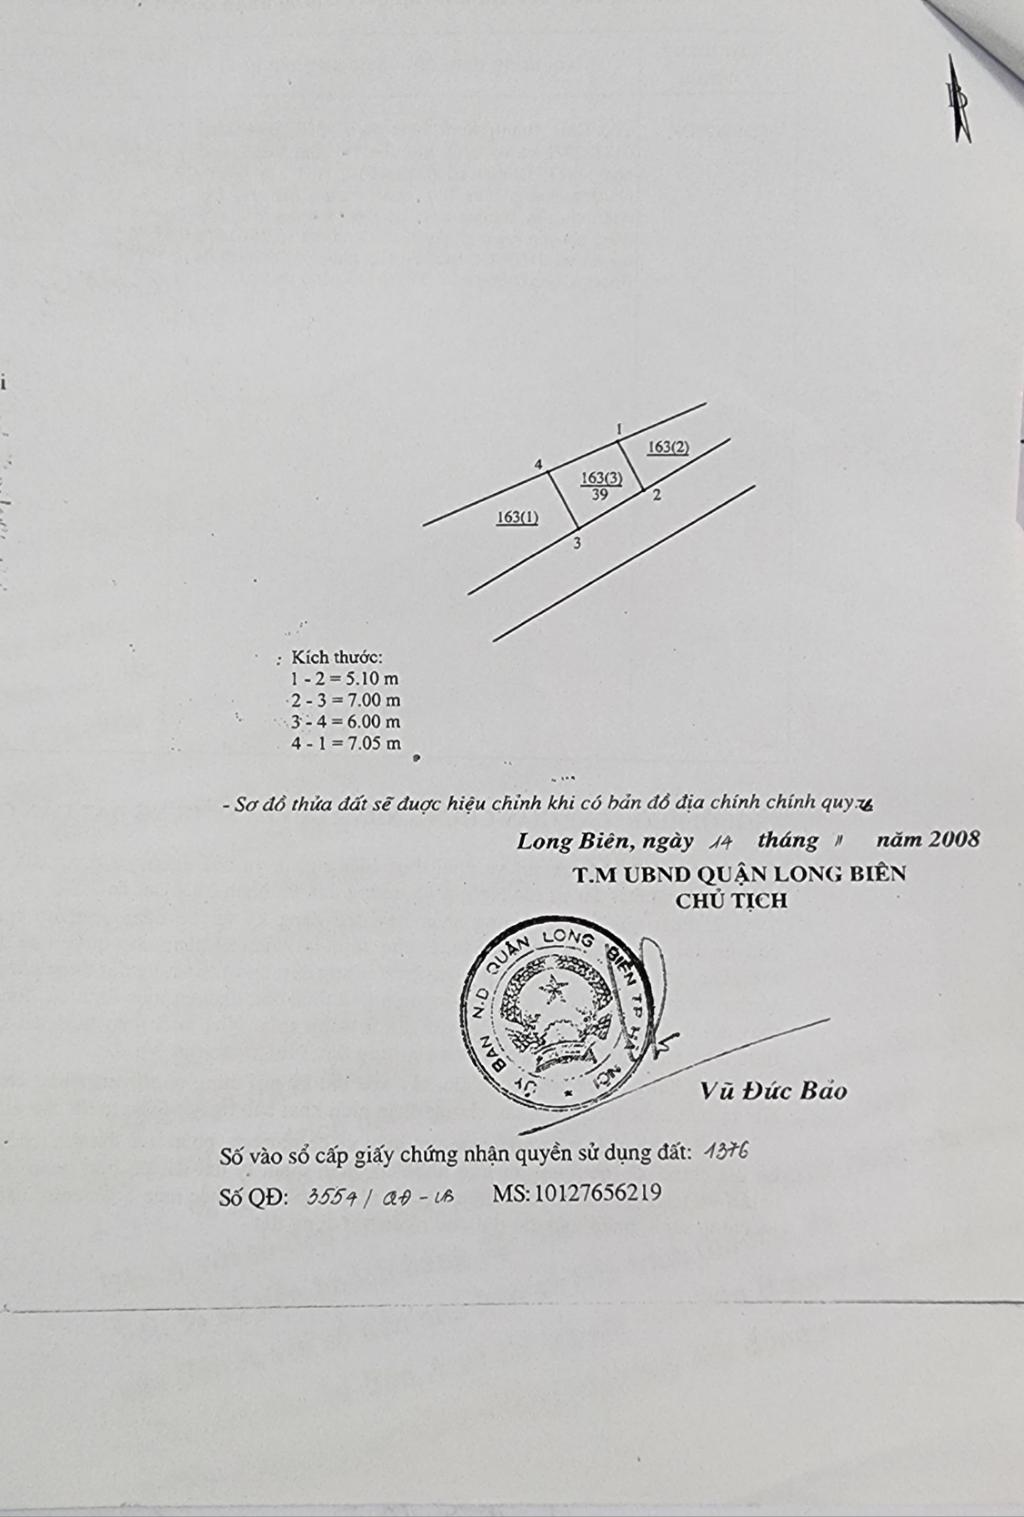 B
i
1
163(2)
4
163(3)
39
2
163(1)
3
Kích thước:
1 - 2 = 5.10 m
2 - 3 = 7.00 m
3 - 4 = 6.00 m
4 - 1 = 7.05 m
- Sơ đồ thửa đất sẽ được hiệu chỉnh khi có bản đồ địa chính chính quy.
Long Biên, ngày 14 tháng 11 năm 2008
T.M UBND QUẬN LONG BIÊN
CHỦ TỊCH
ỦY BAN N.D QUẬN LONG BIÊN T.P HÀ NỘI
Vũ Đức Bảo
Số vào sổ cấp giấy chứng nhận quyền sử dụng đất: 1376
Số QĐ: 3554 / QĐ - UB MS: 10127656219